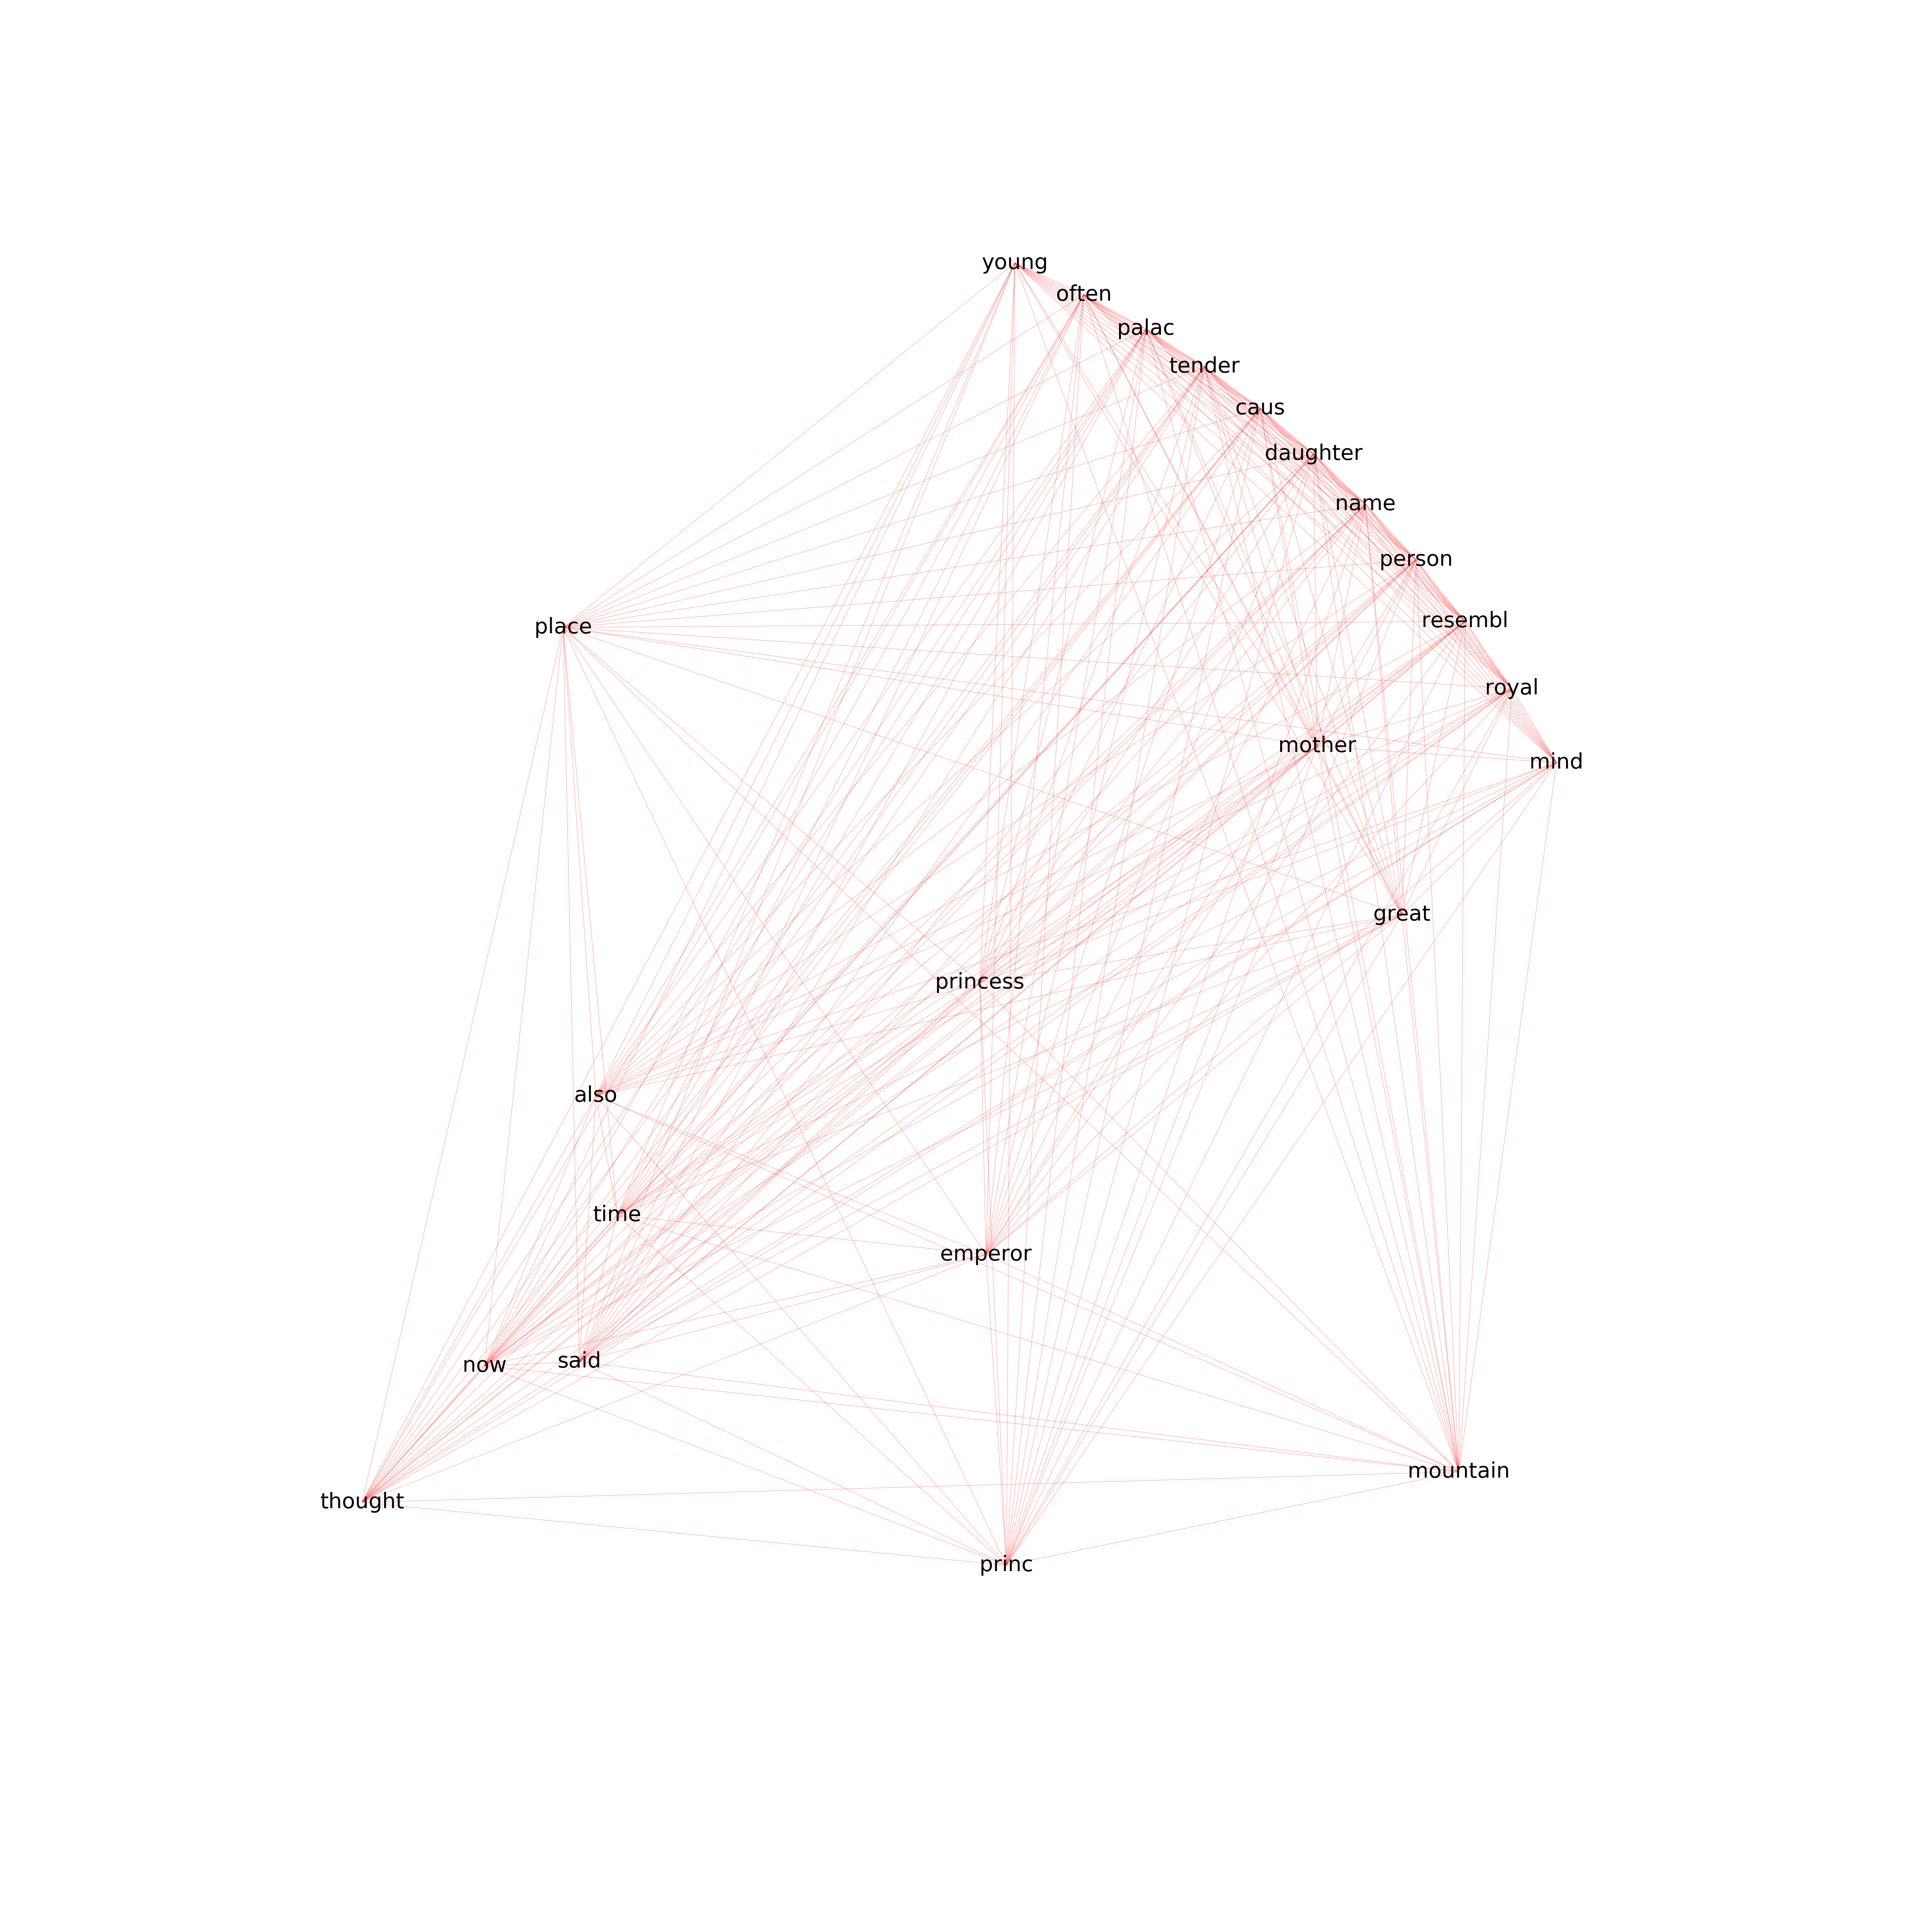 young
often
palac
tender
caus
daughter
name
person
resembl
place
royal
mother
mind
great
princess
also
time
emperor
said
now
mountain
thought
princ